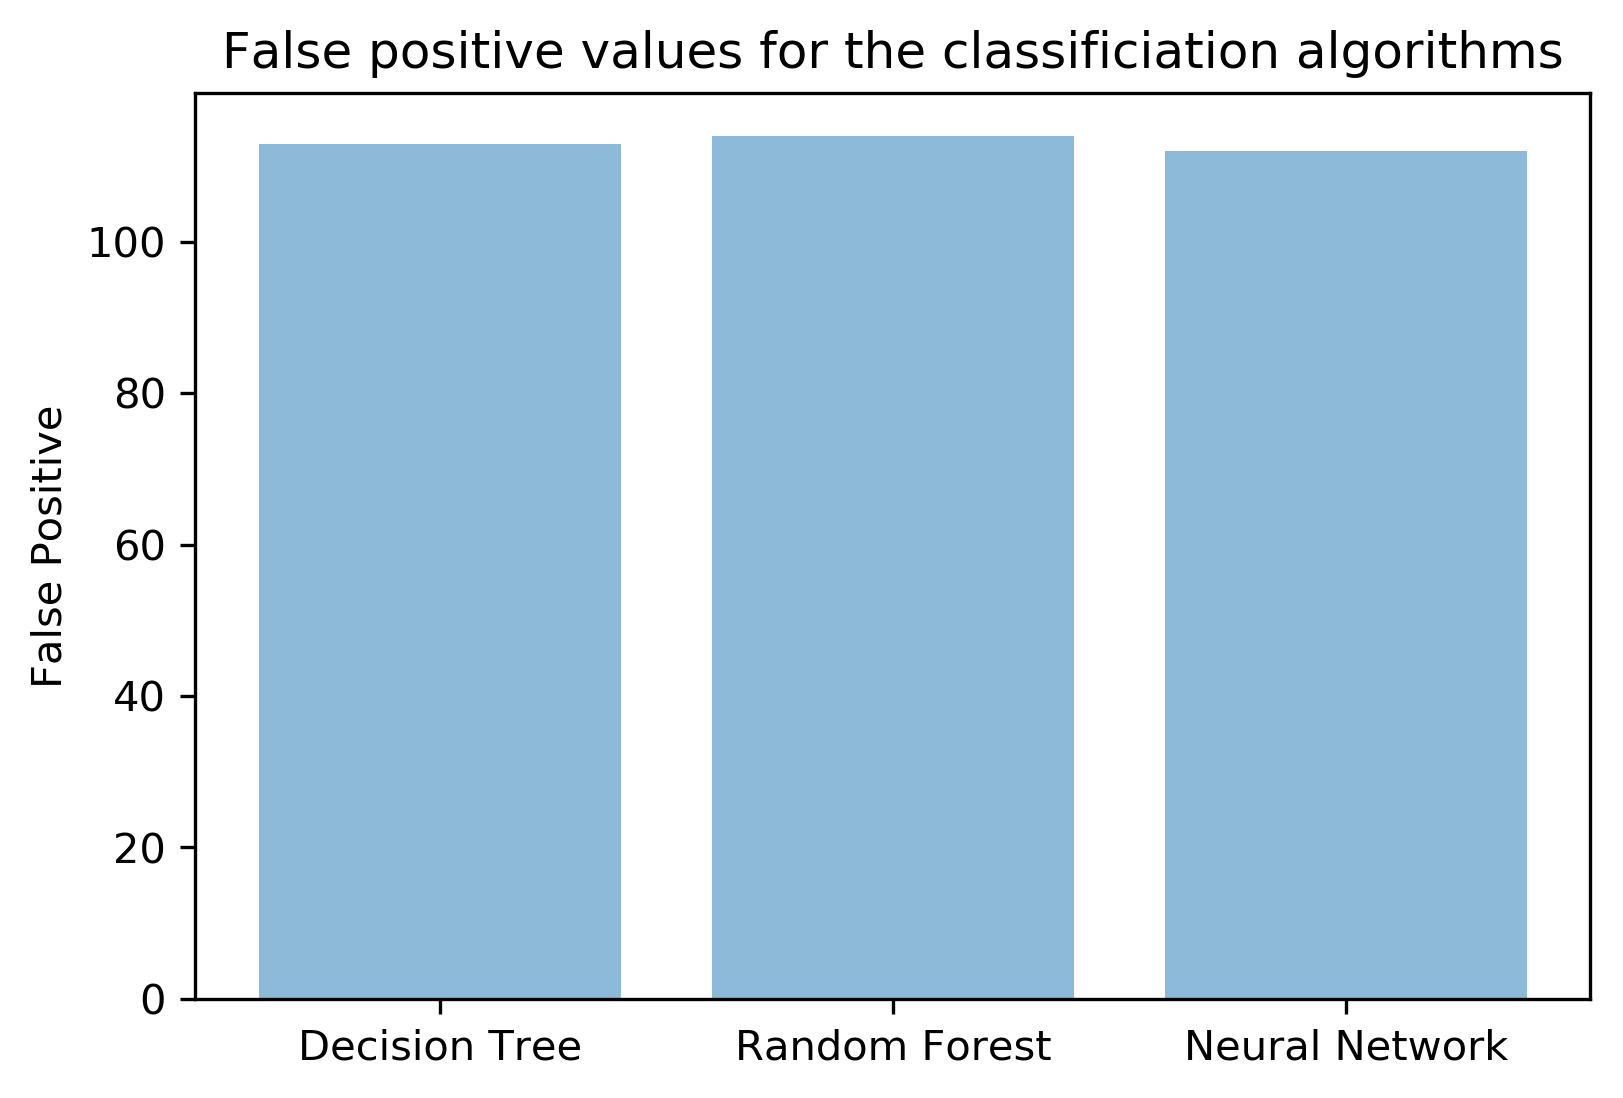 False positive values for the classificiation algorithms
False Positive
100
80
60
40
20
0
Decision Tree
Random Forest
Neural Network